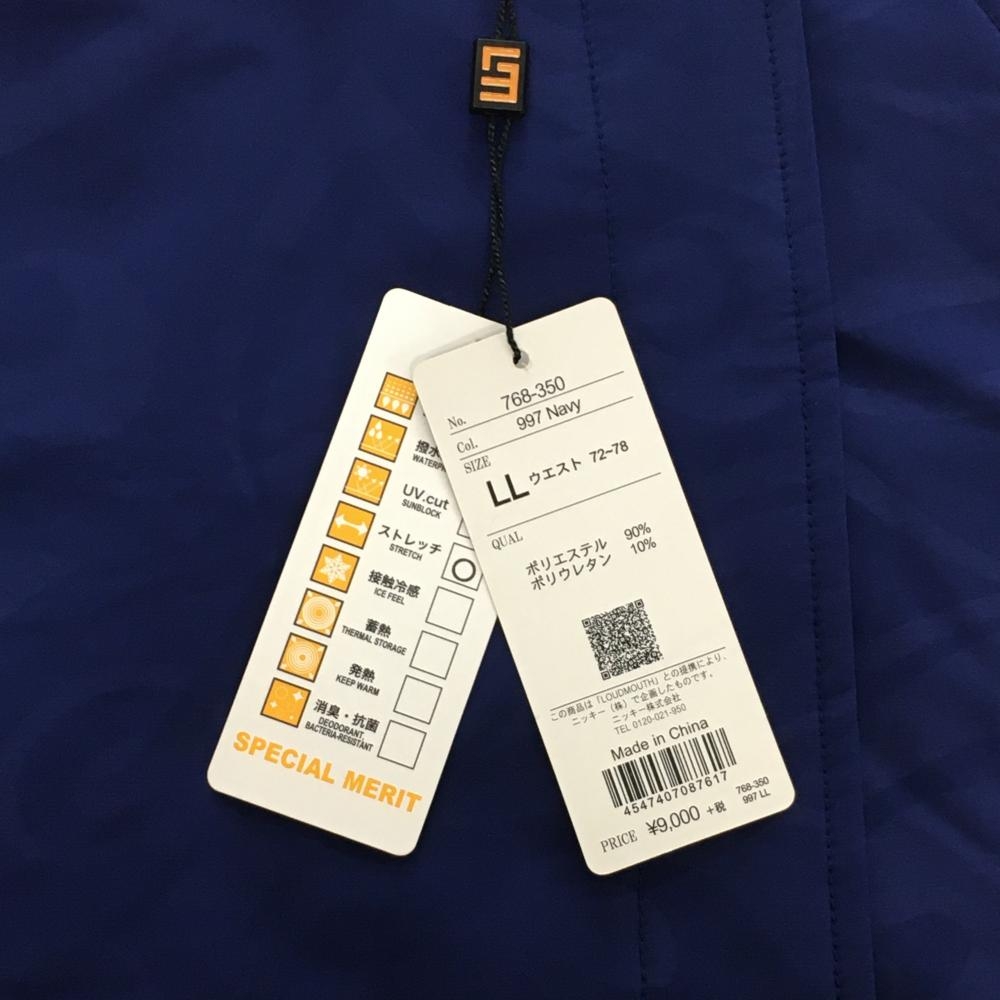 撥水
UV.cut
SUNBLOCK
ストレッチ
STRETCH
接触冷感
ICE FEEL
蓄熱
THERMAL STORAGE
発熱
KEEP WARM
消臭・抗菌
DEODORANT,
BACTERIA-RESISTANT
SPECIAL MERIT
No. 768-350
Col. 997 Navy
SIZE
LL ウエスト 72~78
QUAL
ポリエステル 90%
ポリウレタン 10%
この商品は「LOUDMOUTH」との提携により、
ニッキー(株)で企画したものです。
ニッキー株式会社
TEL 0120-021-950
Made in China
4547407087617
768-350
997 LL
PRICE ¥9,000 +税